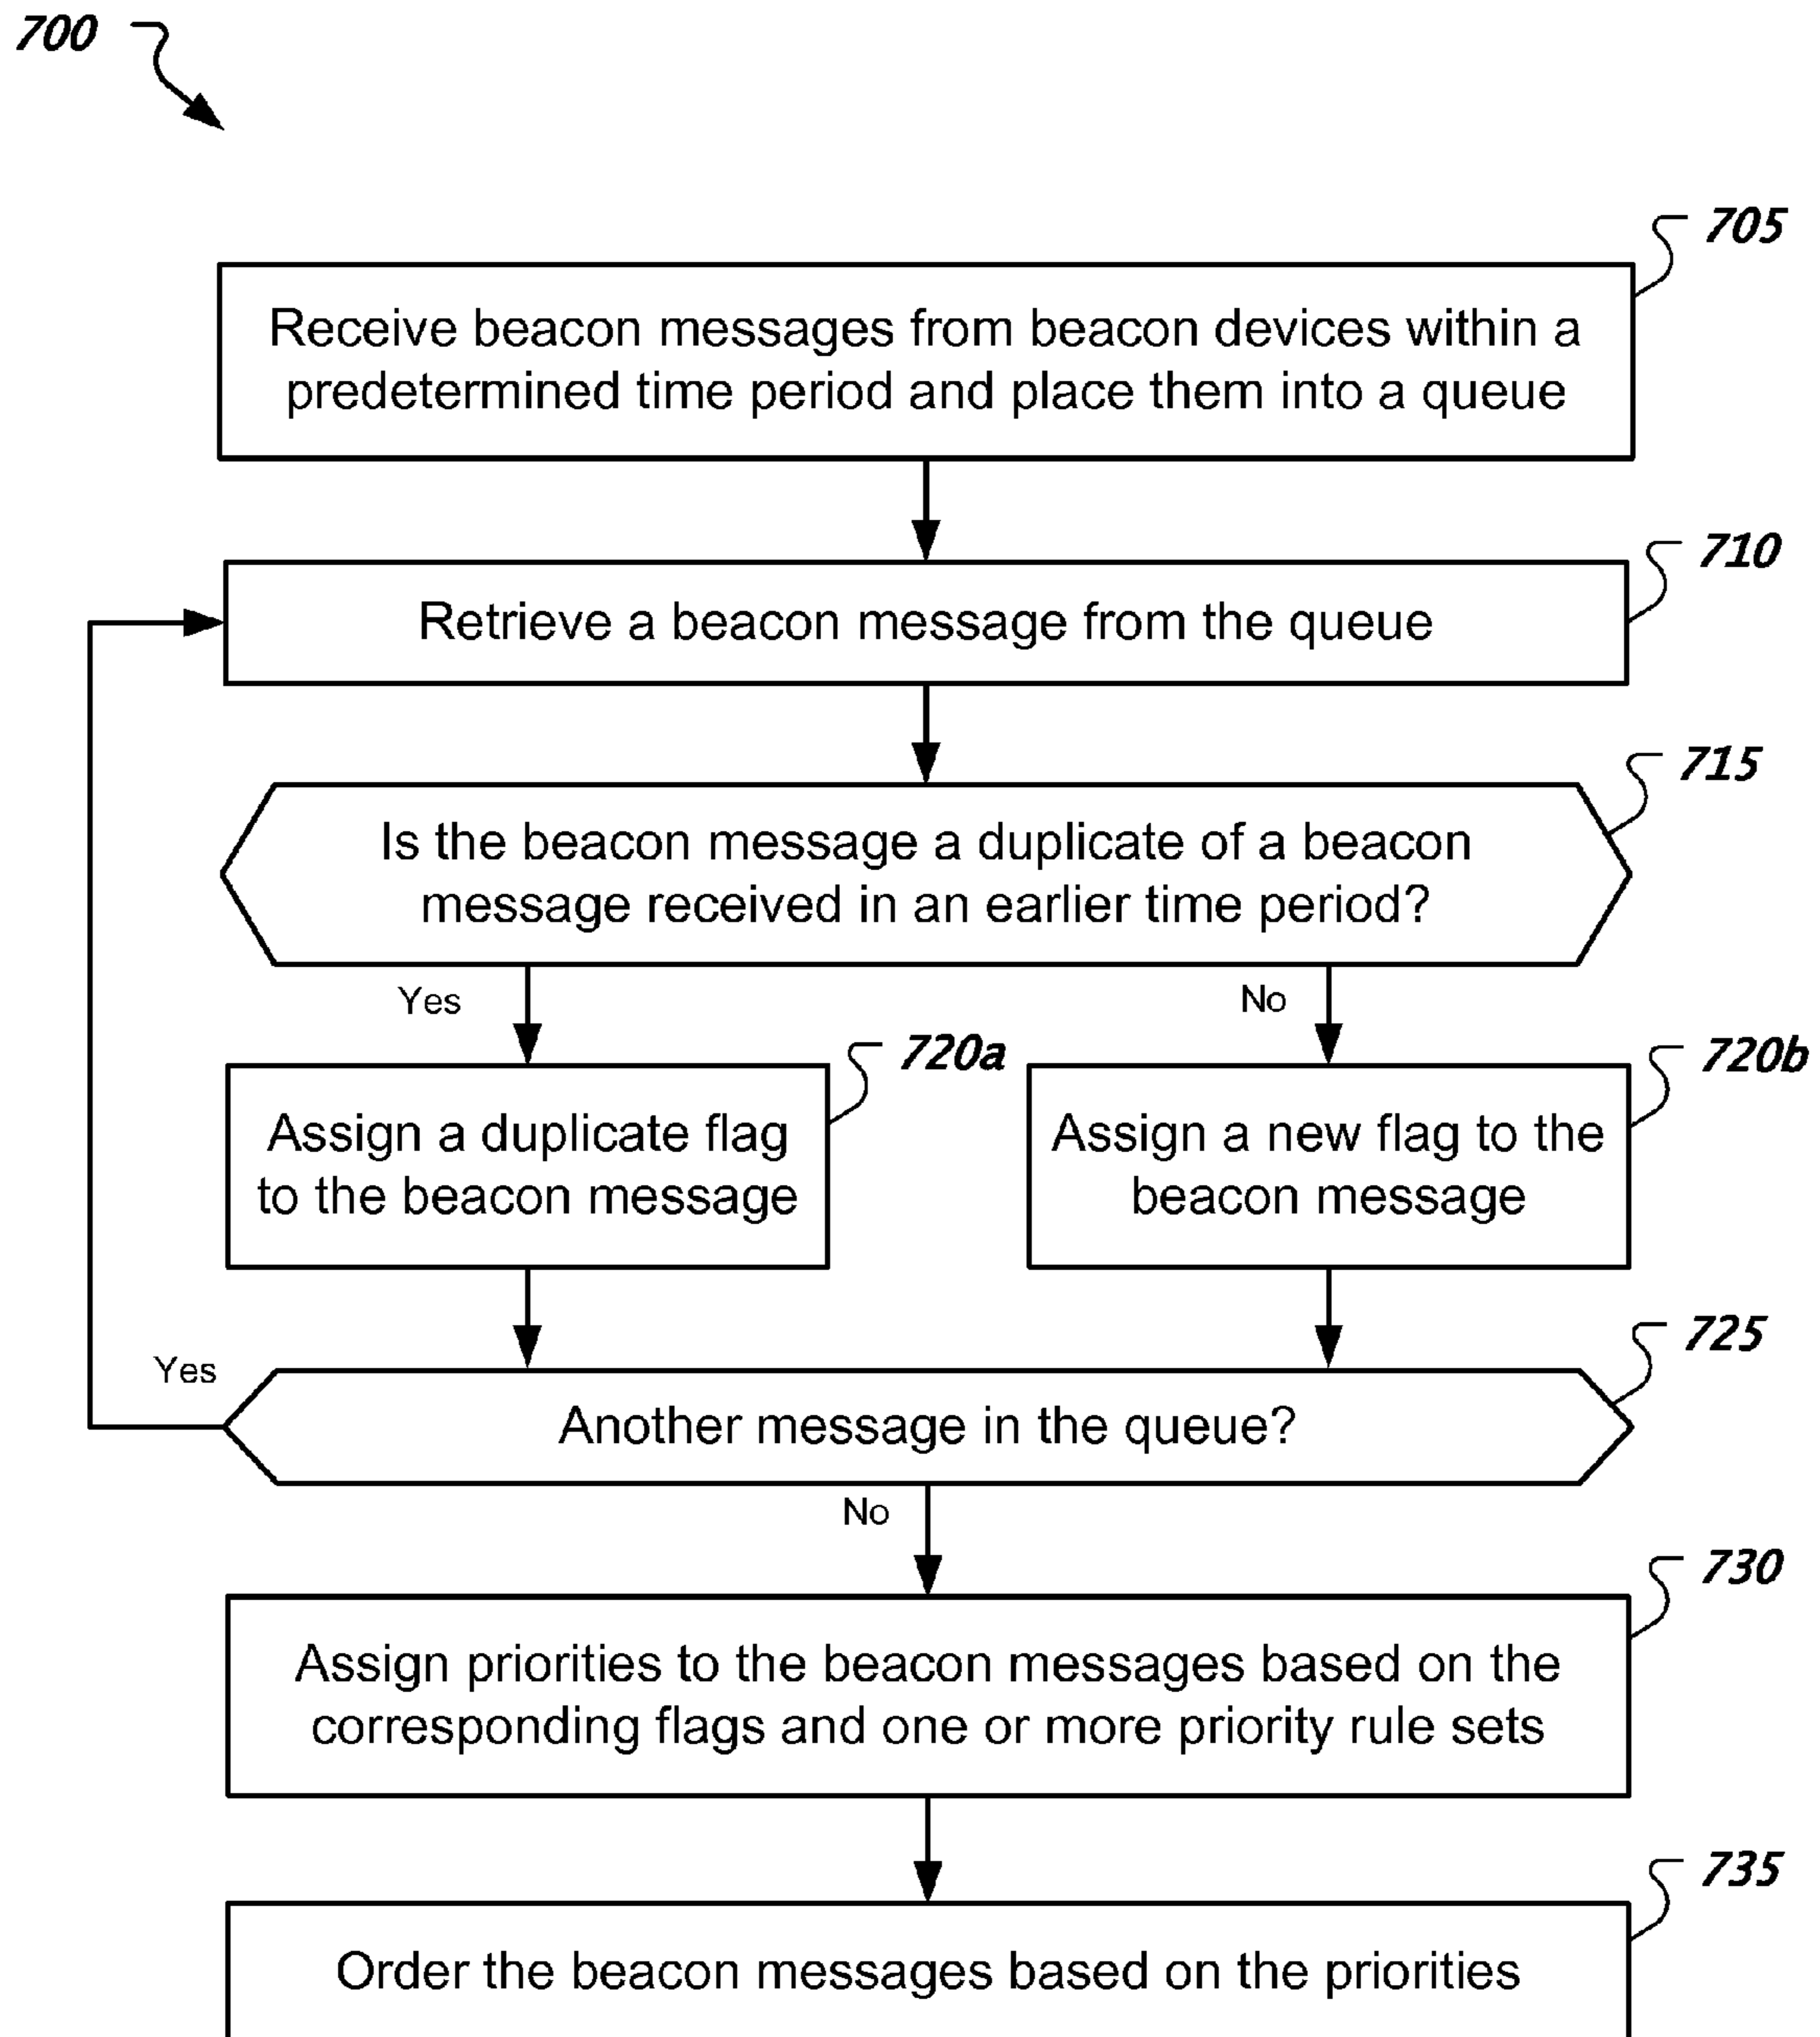 700
705
Receive beacon messages from beacon devices within a
predetermined time period and place them into a queue
710
Retrieve a beacon message from the queue
715
Is the beacon message a duplicate of a beacon
message received in an earlier time period?
Yes
No
720a
720b
Assign a duplicate flag
to the beacon message
Assign a new flag to the
beacon message
725
Yes
Another message in the queue?
No
730
Assign priorities to the beacon messages based on the
corresponding flags and one or more priority rule sets
735
Order the beacon messages based on the priorities